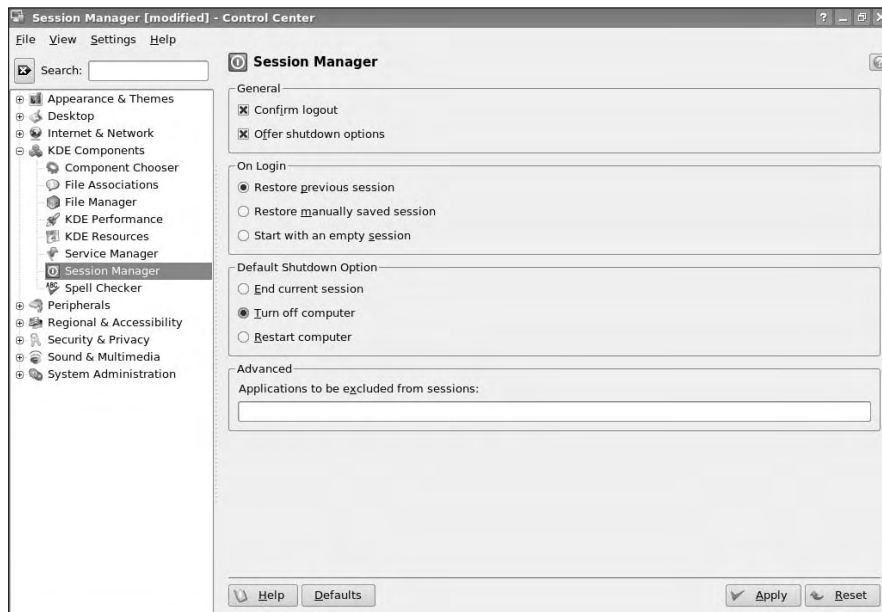 Session Manager [modified] - Control Center
File View Settings Help
Search:
Appearance & Themes
Desktop
Internet & Network
KDE Components
Component Chooser
File Associations
File Manager
KDE Performance
KDE Resources
Service Manager
Session Manager
ABC Spell Checker
Peripherals
Regional & Accessibility
Security & Privacy
Sound & Multimedia
System Administration
Session Manager
General
Confirm logout
Offer shutdown options
On Login
Restore previous session
Restore manually saved session
Start with an empty session
Default Shutdown Option
End current session
Turn off computer
Restart computer
Advanced
Applications to be excluded from sessions:
Help Defaults Apply Reset